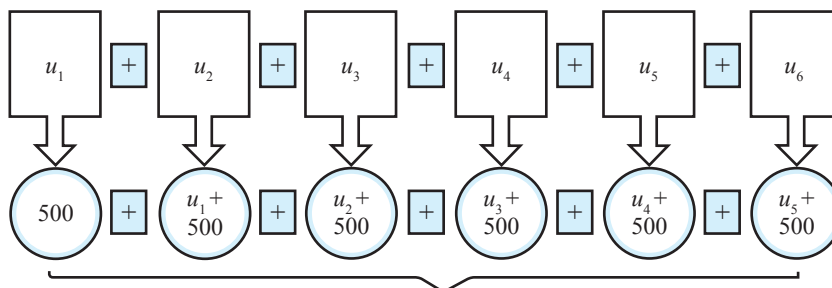 u₁ + u₂ + u₃ + u₄ + u₅ + u₆
500 + u₁ + 500 + u₂ + 500 + u₃ + 500 + u₄ + 500 + u₅ + 500